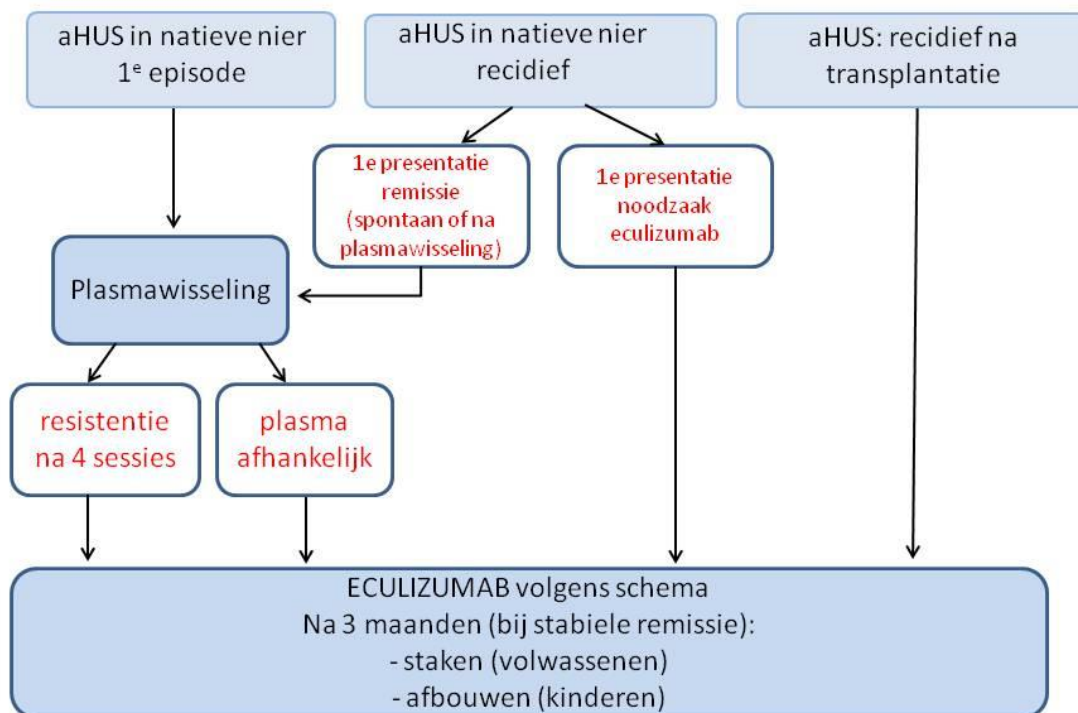 aHUS in natieve nier
1e episode
aHUS in natieve nier
recidief
aHUS: recidief na
transplantatie
1e presentatie
remissie
(spontaan of na
plasmawisseling)
1e presentatie
noodzaak
eculizumab
Plasmawisseling
resistentie
na 4 sessies
plasma
afhankelijk
ECULIZUMAB volgens schema
Na 3 maanden (bij stabiele remissie):
- staken (volwassenen)
- afbouwen (kinderen)